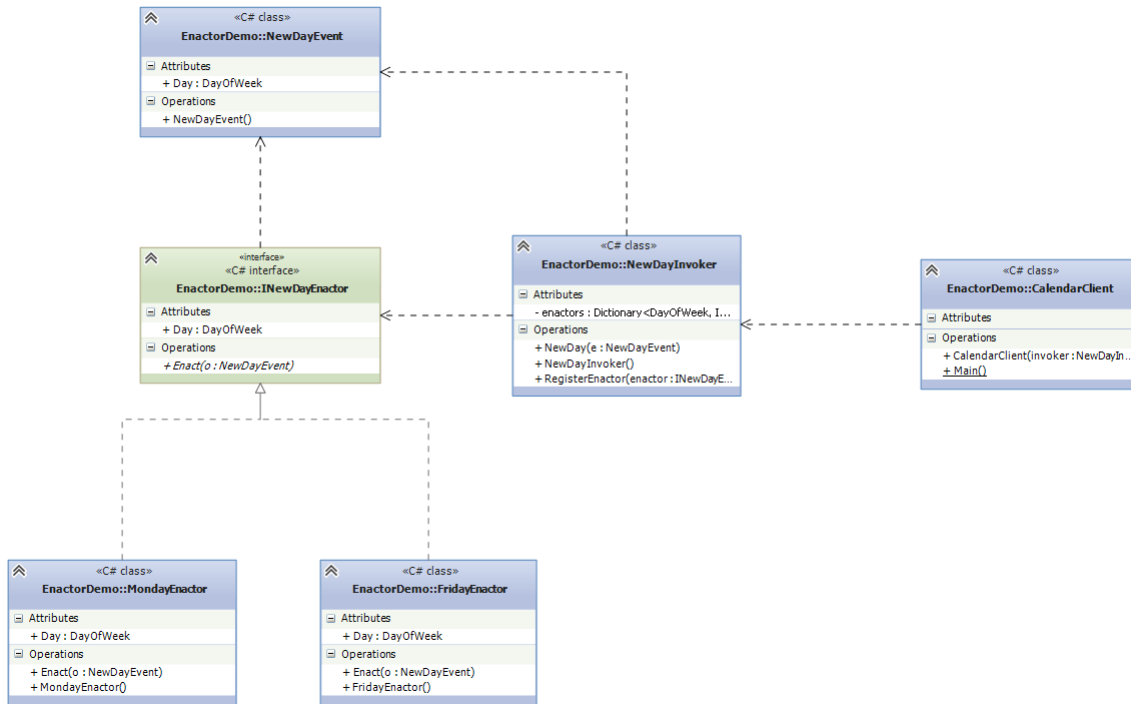 «C# class»
EnactorDemo::NewDayEvent
Attributes
+ Day : DayOfWeek
Operations
+ NewDayEvent()
«interface»
«C# interface»
EnactorDemo::INewDayEnactor
Attributes
+ Day : DayOfWeek
Operations
+ Enact(o : NewDayEvent)
«C# class»
EnactorDemo::NewDayInvoker
Attributes
- enactors : Dictionary<DayOfWeek, I...
Operations
+ NewDay(e : NewDayEvent)
+ NewDayInvoker()
+ RegisterEnactor(enactor : INewDayE...
«C# class»
EnactorDemo::CalendarClient
Attributes
Operations
+ CalendarClient(invoker : NewDayIn...
+ Main()
«C# class»
EnactorDemo::MondayEnactor
Attributes
+ Day : DayOfWeek
Operations
+ Enact(o : NewDayEvent)
+ MondayEnactor()
«C# class»
EnactorDemo::FridayEnactor
Attributes
+ Day : DayOfWeek
Operations
+ Enact(o : NewDayEvent)
+ FridayEnactor()